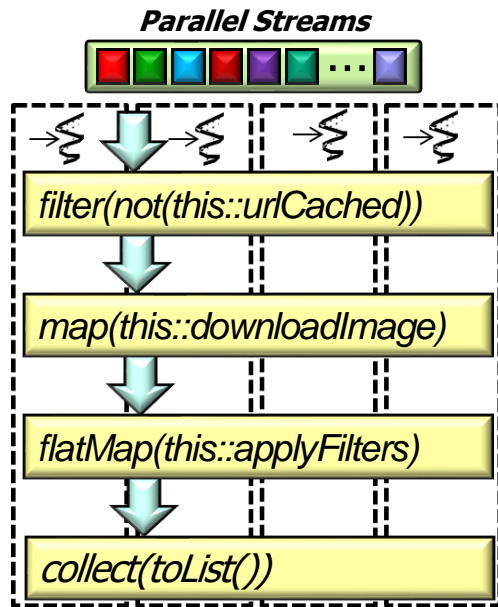 Parallel Streams
...
filter(not(this::urlCached))
map(this::downloadImage)
flatMap(this::applyFilters)
collect(toList())